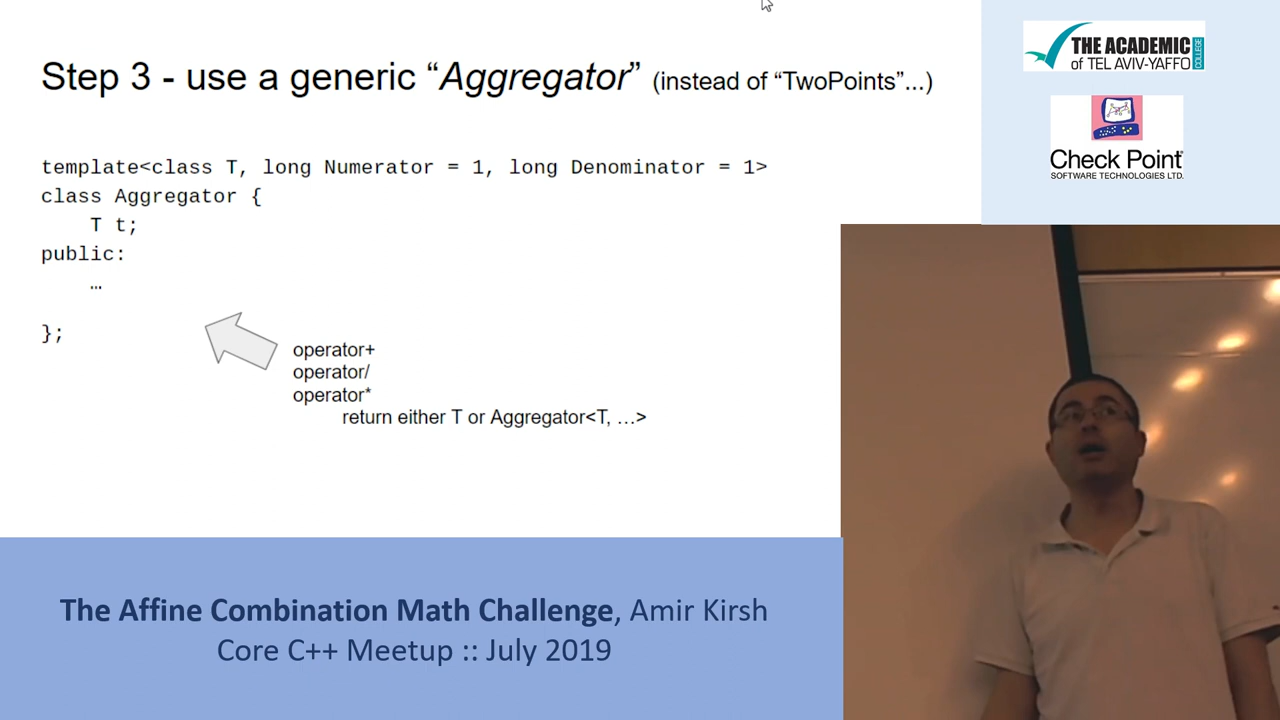 Step 3 - use a generic “Aggregator” (instead of “TwoPoints”...)
template<class T, long Numerator = 1, long Denominator = 1>
class Aggregator {
T t;
public:
…
};
operator+
operator/
operator*
return either T or Aggregator<T, …>
THE ACADEMIC
of TEL AVIV-YAFFO
COLLEGE
Check Point
SOFTWARE TECHNOLOGIES LTD.
The Affine Combination Math Challenge, Amir Kirsh
Core C++ Meetup :: July 2019